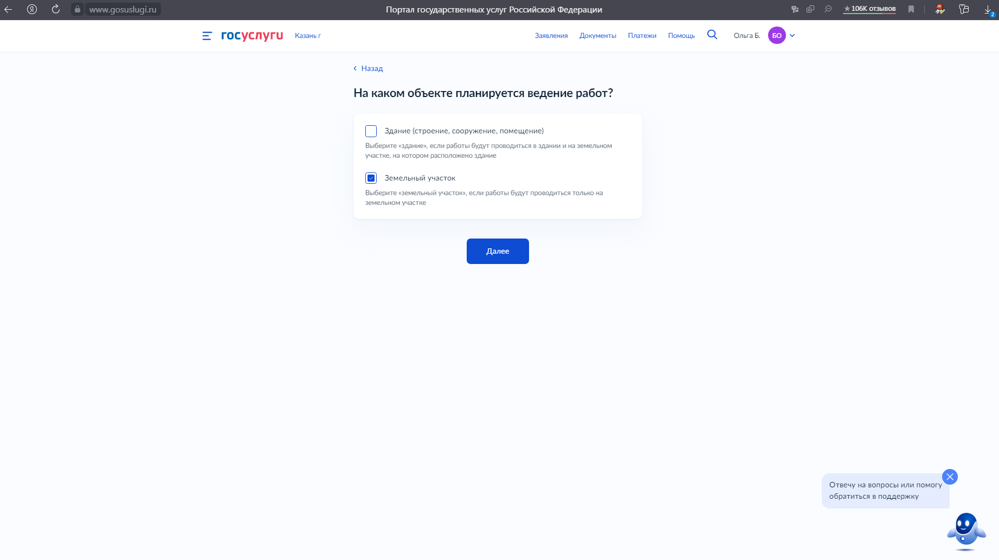 www.gosuslugi.ru
Портал государственных услуг Российской Федерации
★ 106K отзывов
2
госуслуги
Казань г
Заявления
Документы
Платежи
Помощь
Ольга Б.
БО
Назад
На каком объекте планируется ведение работ?
Здание (строение, сооружение, помещение)
Выберите «здание», если работы будут проводиться в здании и на земельном
участке, на котором расположено здание
Земельный участок
Выберите «земельный участок», если работы будут проводиться только на
земельном участке
Далее
Отвечу на вопросы или помогу
обратиться в поддержку